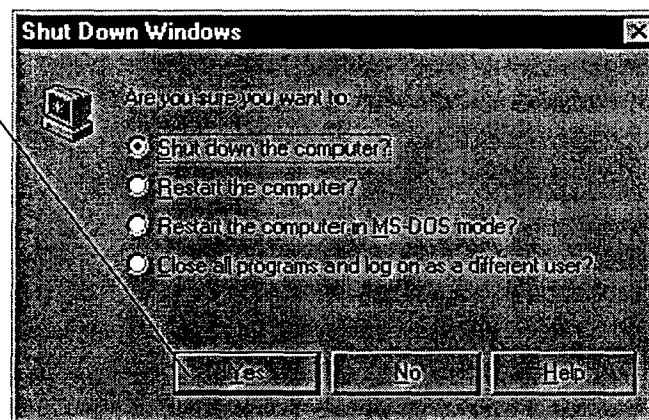 Shut Down Windows
Are you sure you want to:
Shut down the computer?
Restart the computer?
Restart the computer in MS-DOS mode?
Close all programs and log on as a different user?
Yes
No
Help